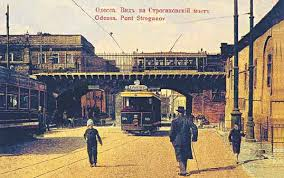 Одесса. Видъ на Строгановскій мостъ
Odessa. Pont Stroganov